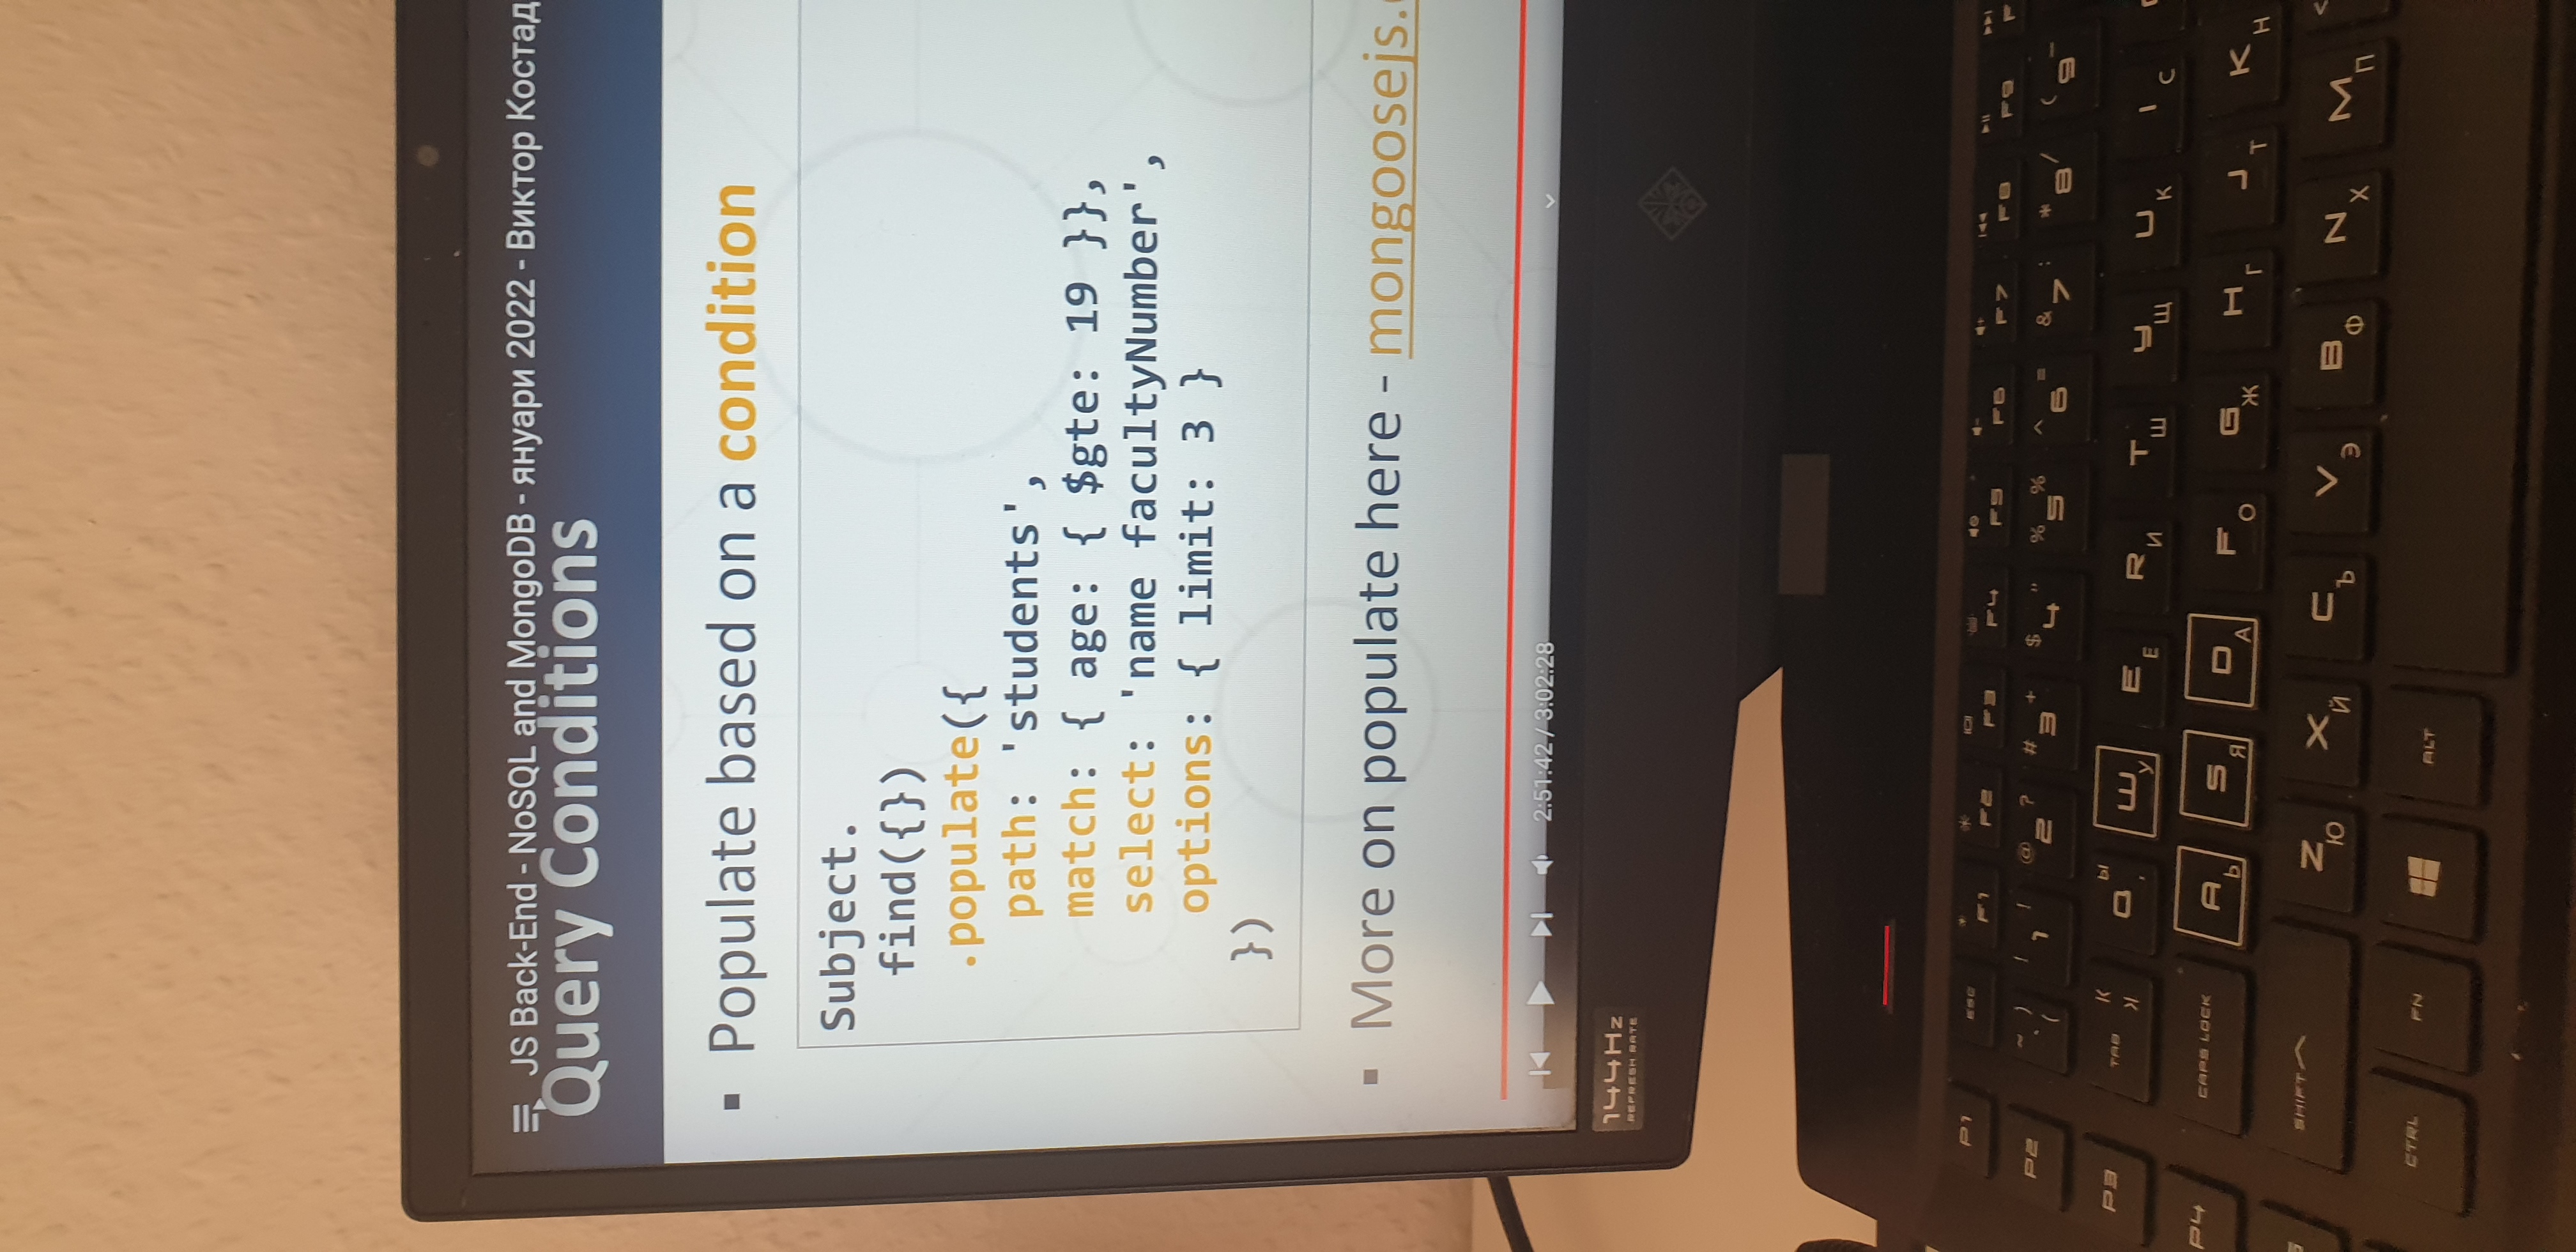 JS Back-End - NoSQL and MongoDB - януари 2022 - Виктор Костад
Query Conditions
▪ Populate based on a condition
Subject.
find({})
.populate({
path: 'students',
match: { age: { $gte: 19 }},
select: 'name facultyNumber',
options: { limit: 3 }
})
▪ More on populate here - mongoosejs.
2:51:42 / 3:02:28
144Hz
REFRESH RATE
P1 ESC F1 F2 F3 F4 F5 F6 F7 F8 F9 F
P2 ~ ) ( ! 1 ! @ 2 ? # 3 + $ 4 " % 5 % ^ 6 = & 7 : * 8 / ( 9 –
P3 TAB Q ы , Ш У E Е R И T Ш У Щ U К I С
P4 CAPS LOCK A Ь S Я D А F О G Ж H Г J Т K Н
SHIFT Z Ю X Й C Ъ V Э B Ф N Х M П <
CTRL FN ALT